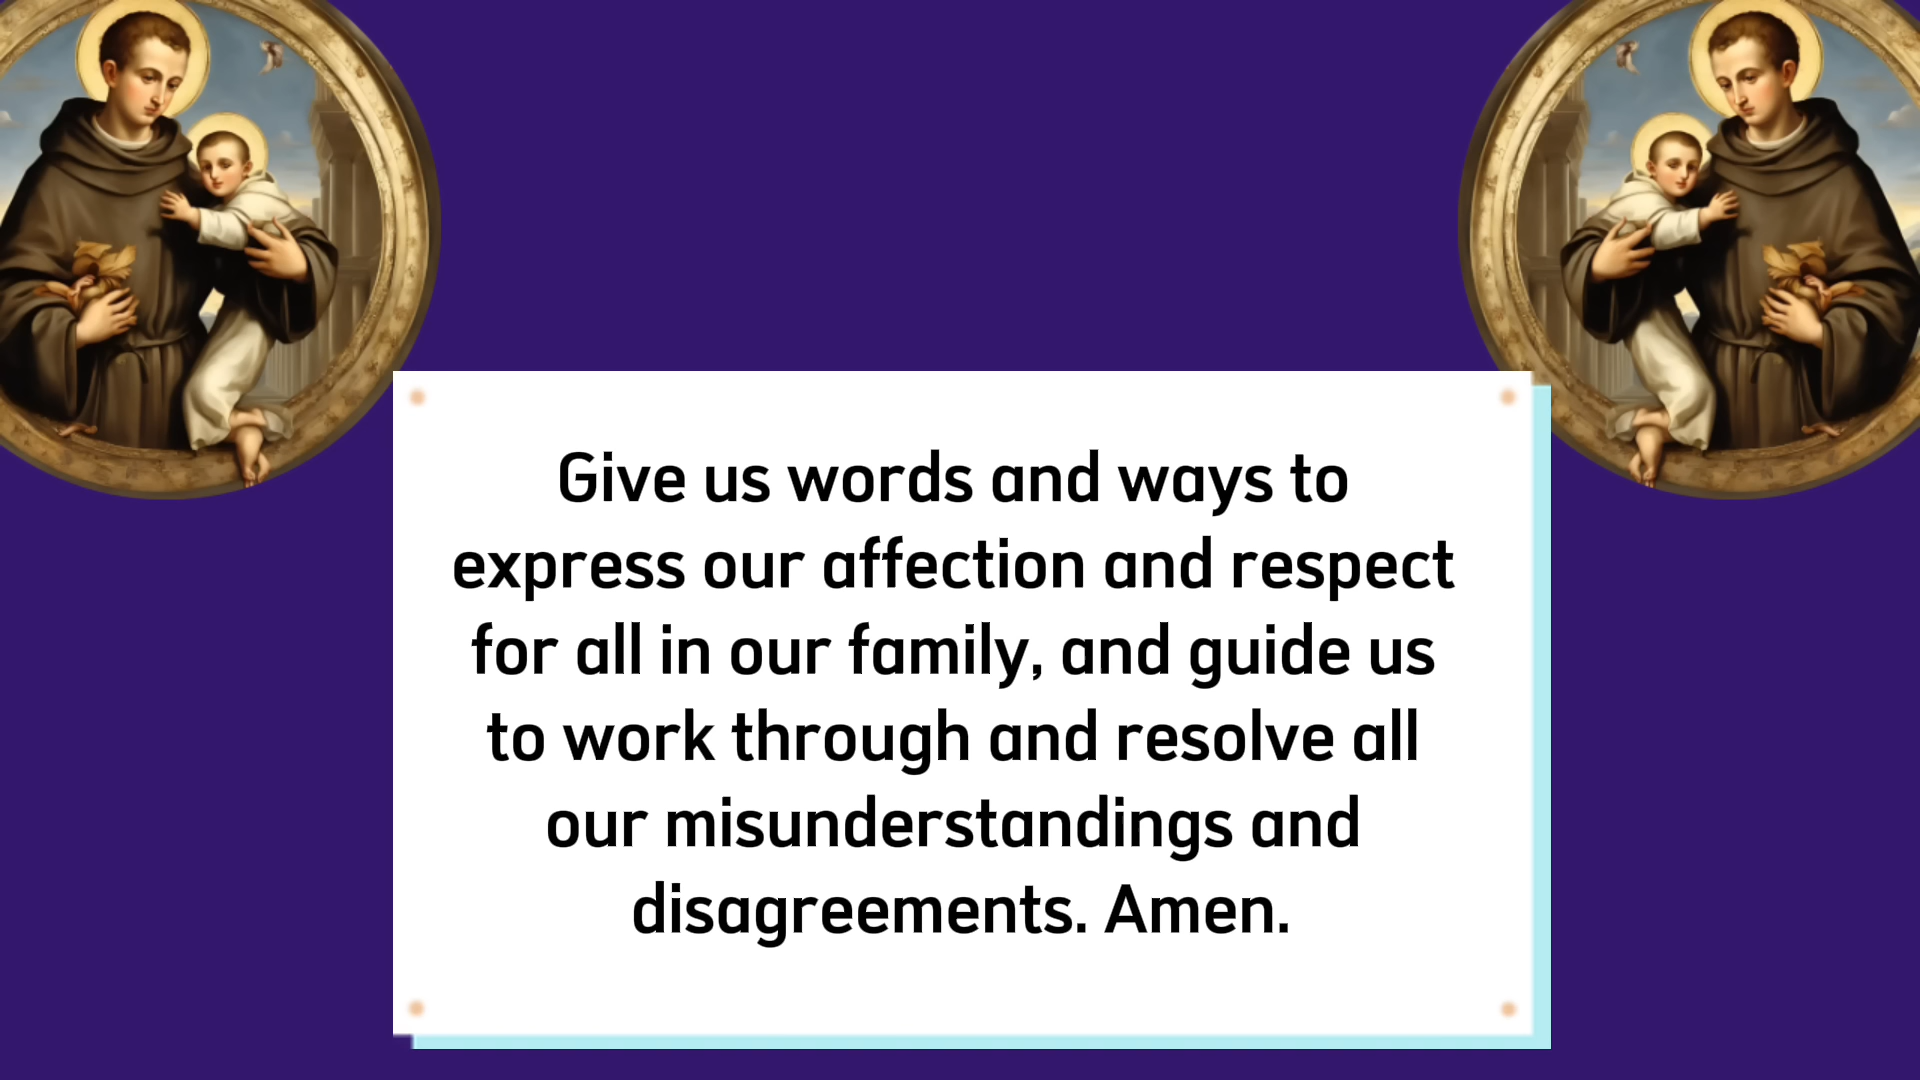 Give us words and ways to
express our affection and respect
for all in our family, and guide us
to work through and resolve all
our misunderstandings and
disagreements. Amen.